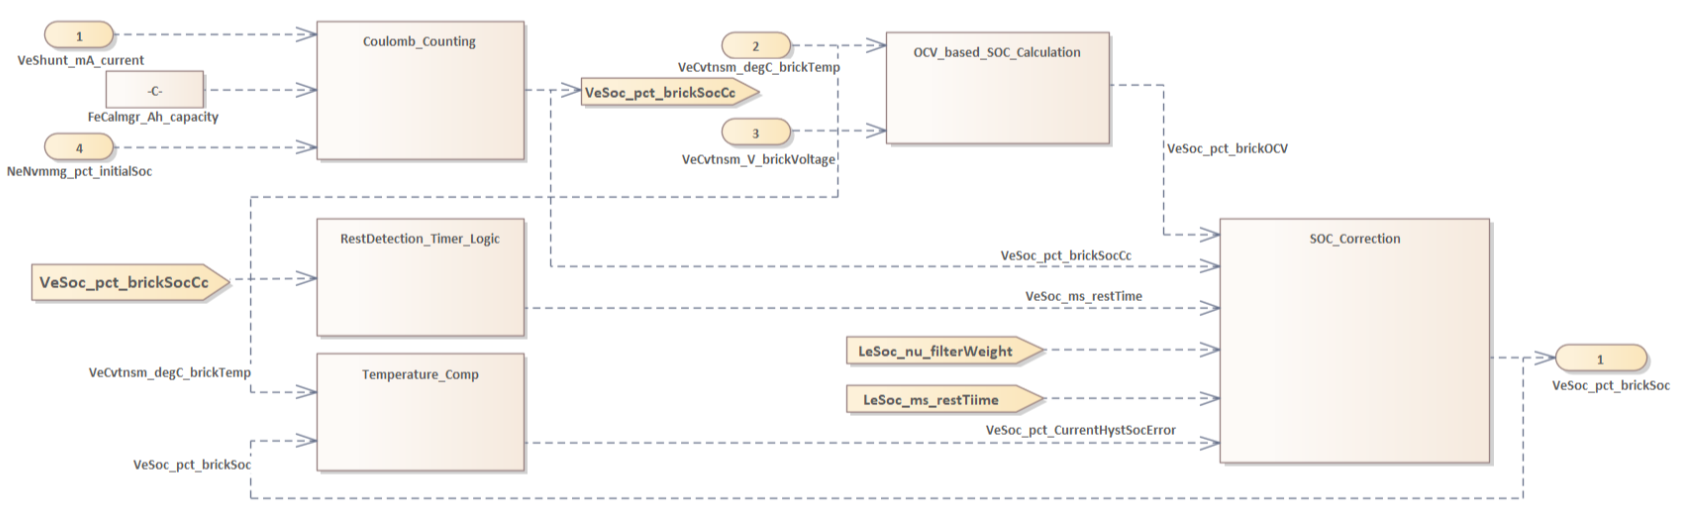 1
VeShunt_mA_current
-C-
FeCalmgr_Ah_capacity
4
NeNvmmg_pct_initialSoc
Coulomb_Counting
VeSoc_pct_brickSocCc
2
VeCvtnsm_degC_brickTemp
3
VeCvtnsm_V_brickVoltage
OCV_based_SOC_Calculation
VeSoc_pct_brickOCV
VeSoc_pct_brickSocCc
RestDetection_Timer_Logic
VeCvtnsm_degC_brickTemp
Temperature_Comp
VeSoc_pct_brickSoc
VeSoc_pct_brickSocCc
VeSoc_ms_restTime
LeSoc_nu_filterWeight
LeSoc_ms_restTiime
VeSoc_pct_CurrentHystSocError
SOC_Correction
1
VeSoc_pct_brickSoc